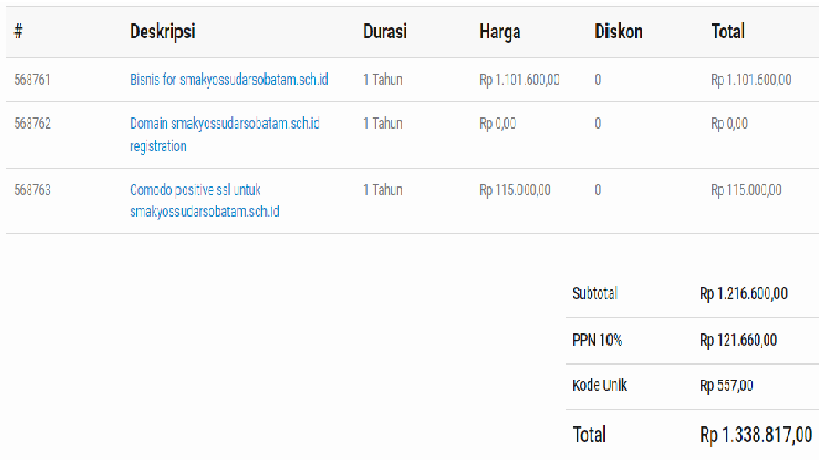 # Deskripsi Durasi Harga Diskon Total
568761 Bisnis for smakyossudarsobatam.sch.id 1 Tahun Rp 1.101.600,00 0 Rp 1.101.600,00
568762 Domain smakyossudarsobatam.sch.id 1 Tahun Rp 0,00 0 Rp 0,00
registration
568763 Comodo positive ssl untuk 1 Tahun Rp 115.000,00 0 Rp 115.000,00
smakyossudarsobatam.sch.id
Subtotal Rp 1.216.600,00
PPN 10% Rp 121.660,00
Kode Unik Rp 557,00
Total Rp 1.338.817,00